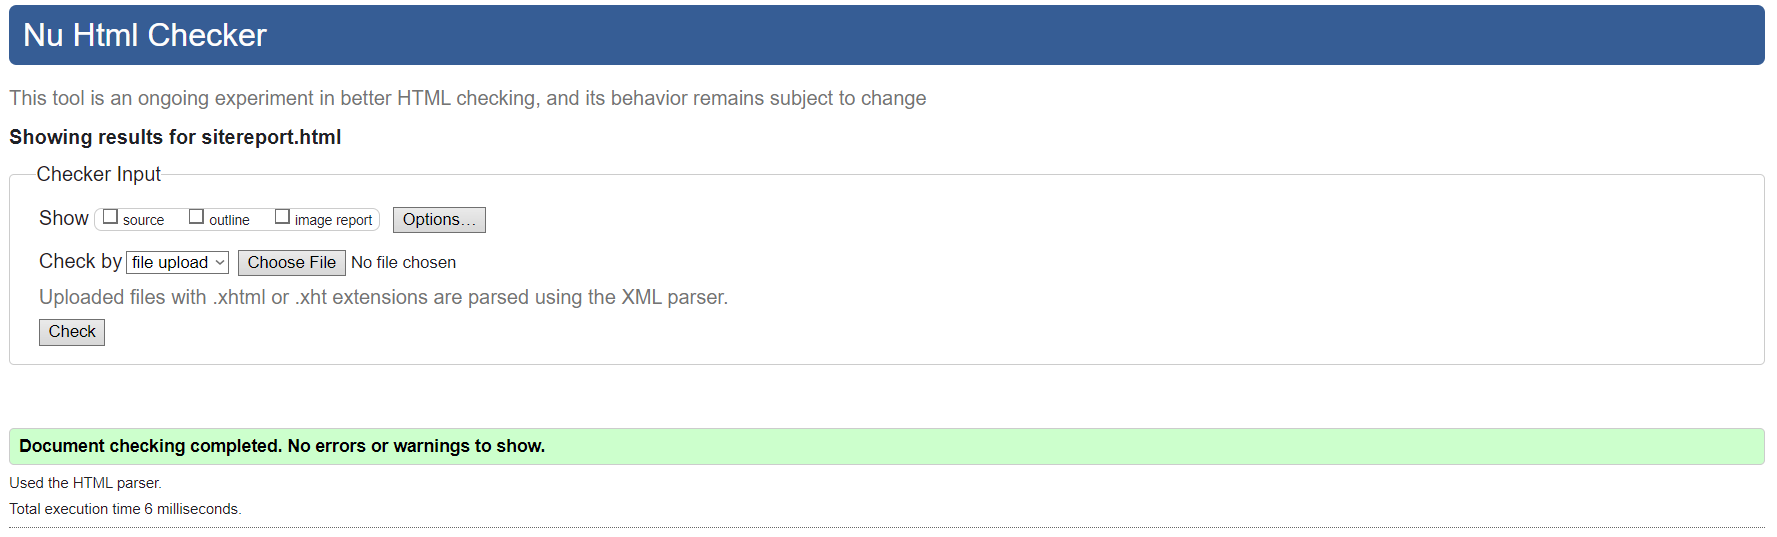 Nu Html Checker
This tool is an ongoing experiment in better HTML checking, and its behavior remains subject to change
Showing results for sitereport.html
Checker Input
Show source outline image report Options…
Check by file upload Choose File No file chosen
Uploaded files with .xhtml or .xht extensions are parsed using the XML parser.
Check
Document checking completed. No errors or warnings to show.
Used the HTML parser.
Total execution time 6 milliseconds.